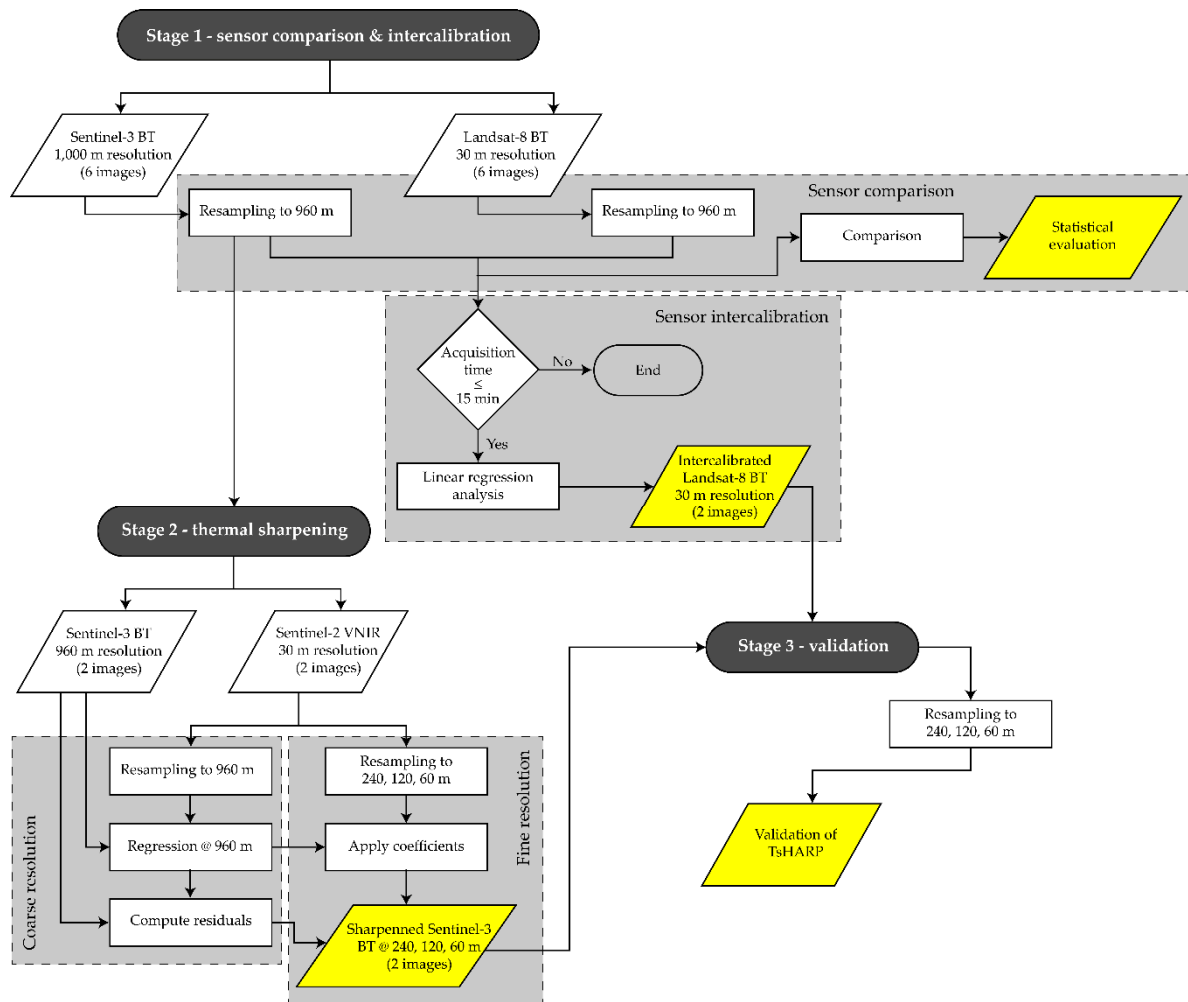 Stage 1 - sensor comparison & intercalibration
Sentinel-3 BT
1,000 m resolution
(6 images)
Landsat-8 BT
30 m resolution
(6 images)
Sensor comparison
Resampling to 960 m
Resampling to 960 m
Comparison
Statistical
evaluation
Sensor intercalibration
Acquisition
time
≤
15 min
No
End
Yes
Linear regression
analysis
Intercalibrated
Landsat-8 BT
30 m resolution
(2 images)
Stage 2 - thermal sharpening
Sentinel-3 BT
960 m resolution
(2 images)
Sentinel-2 VNIR
30 m resolution
(2 images)
Stage 3 - validation
Resampling to
240, 120, 60 m
Validation of
TsHARP
Coarse resolution
Resampling to 960 m
Regression @ 960 m
Compute residuals
Fine resolution
Resampling to
240, 120, 60 m
Apply coefficients
Sharpenned Sentinel-3
BT @ 240, 120, 60 m
(2 images)